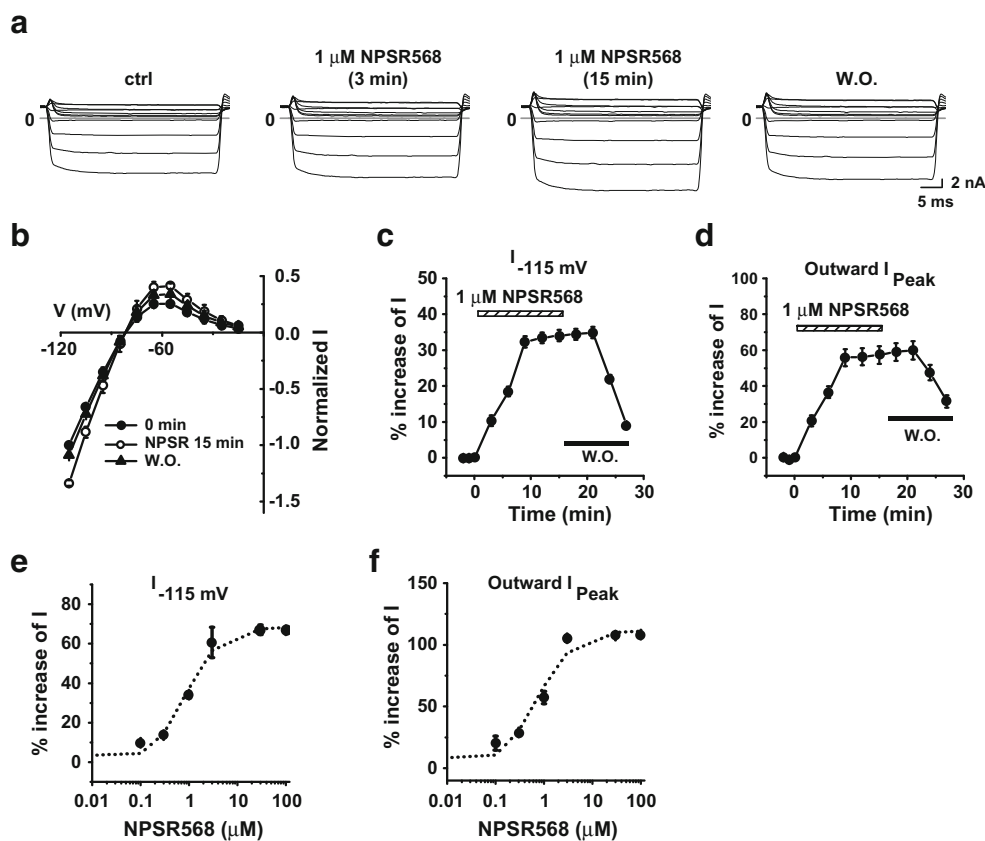 a
ctrl
1 μM NPSR568
(3 min)
1 μM NPSR568
(15 min)
W.O.
0
0
0
0
2 nA
5 ms
b
V (mV)
-120
-60
0.5
0.0
-0.5
-1.0
-1.5
Normalized I
0 min
NPSR 15 min
W.O.
c
I -115 mV
1 μM NPSR568
% increase of I
50
40
30
20
10
0
W.O.
0
10
20
30
Time (min)
d
Outward I Peak
1 μM NPSR568
% increase of I
100
80
60
40
20
0
W.O.
0
10
20
30
Time (min)
e
I -115 mV
% increase of I
80
60
40
20
0
0.01
0.1
1
10
100
NPSR568 (μM)
f
Outward I Peak
% increase of I
150
100
50
0
0.01
0.1
1
10
100
NPSR568 (μM)